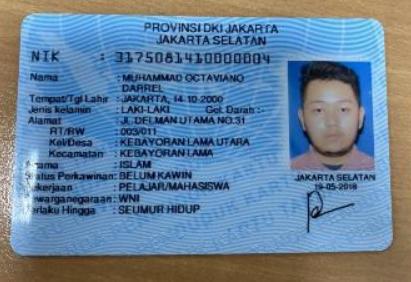 PROVINSI DKI JAKARTA
JAKARTA SELATAN
NIK : 3175081410000004
Nama : MUHAMMAD OCTAVIANO
DARREL
Tempat/Tgl Lahir : JAKARTA, 14-10-2000
Jenis kelamin : LAKI-LAKI Gol. Darah :-
Alamat : JL DELMAN UTAMA NO.31
RT/RW : 003/011
Kel/Desa : KEBAYORAN LAMA UTARA
Kecamatan : KEBAYORAN LAMA
Agama : ISLAM
Status Perkawinan: BELUM KAWIN
Pekerjaan : PELAJAR/MAHASISWA
Kewarganegaraan: WNI
Berlaku Hingga : SEUMUR HIDUP
JAKARTA SELATAN
19-05-2018